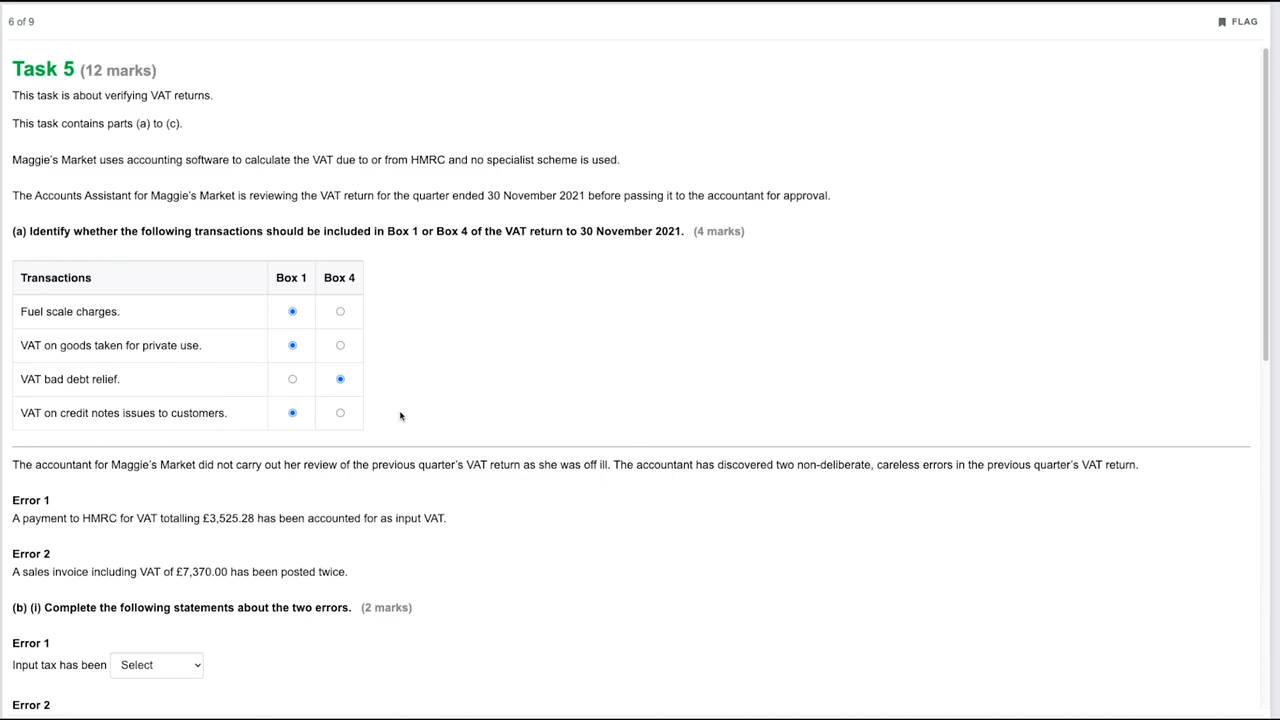 6 of 9
FLAG
Task 5 (12 marks)
This task is about verifying VAT returns.
This task contains parts (a) to (c).
Maggie's Market uses accounting software to calculate the VAT due to or from HMRC and no specialist scheme is used.
The Accounts Assistant for Maggie's Market is reviewing the VAT return for the quarter ended 30 November 2021 before passing it to the accountant for approval.
(a) Identify whether the following transactions should be included in Box 1 or Box 4 of the VAT return to 30 November 2021. (4 marks)
Transactions Box 1 Box 4
Fuel scale charges.
VAT on goods taken for private use.
VAT bad debt relief.
VAT on credit notes issues to customers.
The accountant for Maggie's Market did not carry out her review of the previous quarter's VAT return as she was off ill. The accountant has discovered two non-deliberate, careless errors in the previous quarter's VAT return.
Error 1
A payment to HMRC for VAT totalling £3,525.28 has been accounted for as input VAT.
Error 2
A sales invoice including VAT of £7,370.00 has been posted twice.
(b) (i) Complete the following statements about the two errors. (2 marks)
Error 1
Input tax has been Select
Error 2